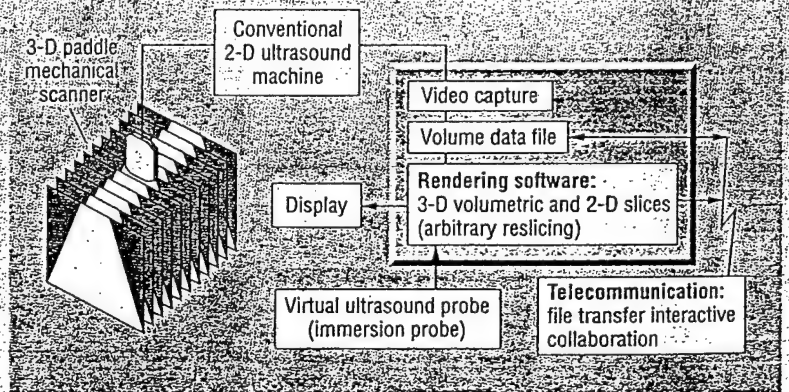 3-D paddle
mechanical
scanner
Conventional
2-D ultrasound
machine
Video capture
Volume data file
Rendering software:
3-D volumetric and 2-D slices
(arbitrary reslicing)
Display
Virtual ultrasound probe
(immersion probe)
Telecommunication:
file transfer interactive
collaboration